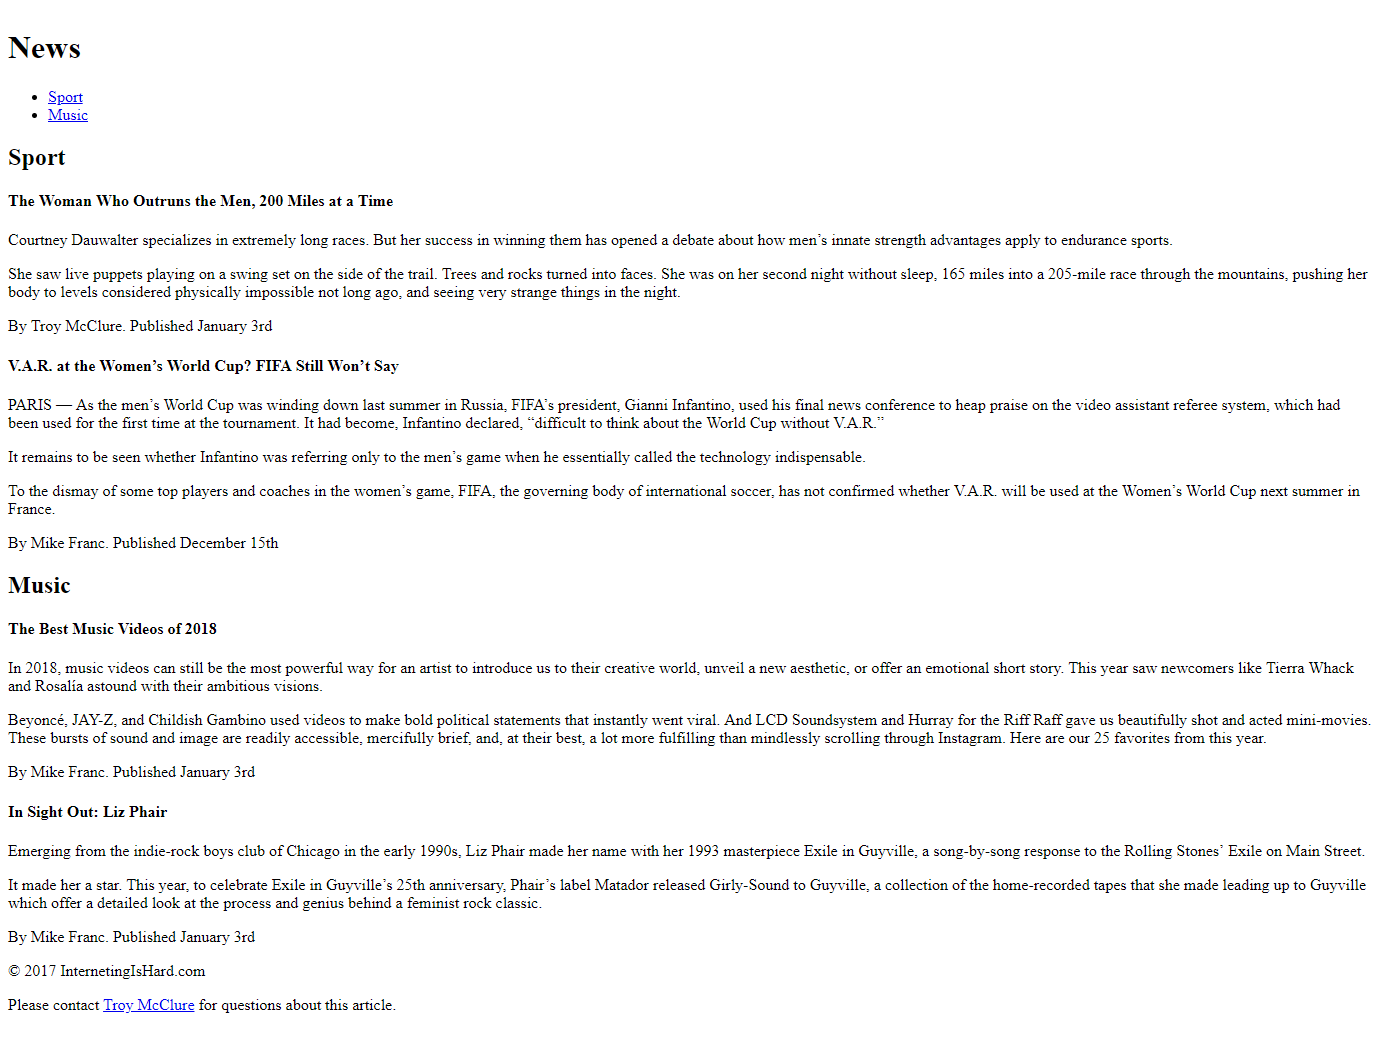 News
Sport
Music
Sport
The Woman Who Outruns the Men, 200 Miles at a Time
Courtney Dauwalter specializes in extremely long races. But her success in winning them has opened a debate about how men’s innate strength advantages apply to endurance sports.
She saw live puppets playing on a swing set on the side of the trail. Trees and rocks turned into faces. She was on her second night without sleep, 165 miles into a 205-mile race through the mountains, pushing her
body to levels considered physically impossible not long ago, and seeing very strange things in the night.
By Troy McClure. Published January 3rd
V.A.R. at the Women’s World Cup? FIFA Still Won’t Say
PARIS — As the men’s World Cup was winding down last summer in Russia, FIFA’s president, Gianni Infantino, used his final news conference to heap praise on the video assistant referee system, which had
been used for the first time at the tournament. It had become, Infantino declared, “difficult to think about the World Cup without V.A.R.”
It remains to be seen whether Infantino was referring only to the men’s game when he essentially called the technology indispensable.
To the dismay of some top players and coaches in the women’s game, FIFA, the governing body of international soccer, has not confirmed whether V.A.R. will be used at the Women’s World Cup next summer in
France.
By Mike Franc. Published December 15th
Music
The Best Music Videos of 2018
In 2018, music videos can still be the most powerful way for an artist to introduce us to their creative world, unveil a new aesthetic, or offer an emotional short story. This year saw newcomers like Tierra Whack
and Rosalía astound with their ambitious visions.
Beyoncé, JAY-Z, and Childish Gambino used videos to make bold political statements that instantly went viral. And LCD Soundsystem and Hurray for the Riff Raff gave us beautifully shot and acted mini-movies.
These bursts of sound and image are readily accessible, mercifully brief, and, at their best, a lot more fulfilling than mindlessly scrolling through Instagram. Here are our 25 favorites from this year.
By Mike Franc. Published January 3rd
In Sight Out: Liz Phair
Emerging from the indie-rock boys club of Chicago in the early 1990s, Liz Phair made her name with her 1993 masterpiece Exile in Guyville, a song-by-song response to the Rolling Stones’ Exile on Main Street.
It made her a star. This year, to celebrate Exile in Guyville’s 25th anniversary, Phair’s label Matador released Girly-Sound to Guyville, a collection of the home-recorded tapes that she made leading up to Guyville
which offer a detailed look at the process and genius behind a feminist rock classic.
By Mike Franc. Published January 3rd
© 2017 InternetingIsHard.com
Please contact Troy McClure for questions about this article.